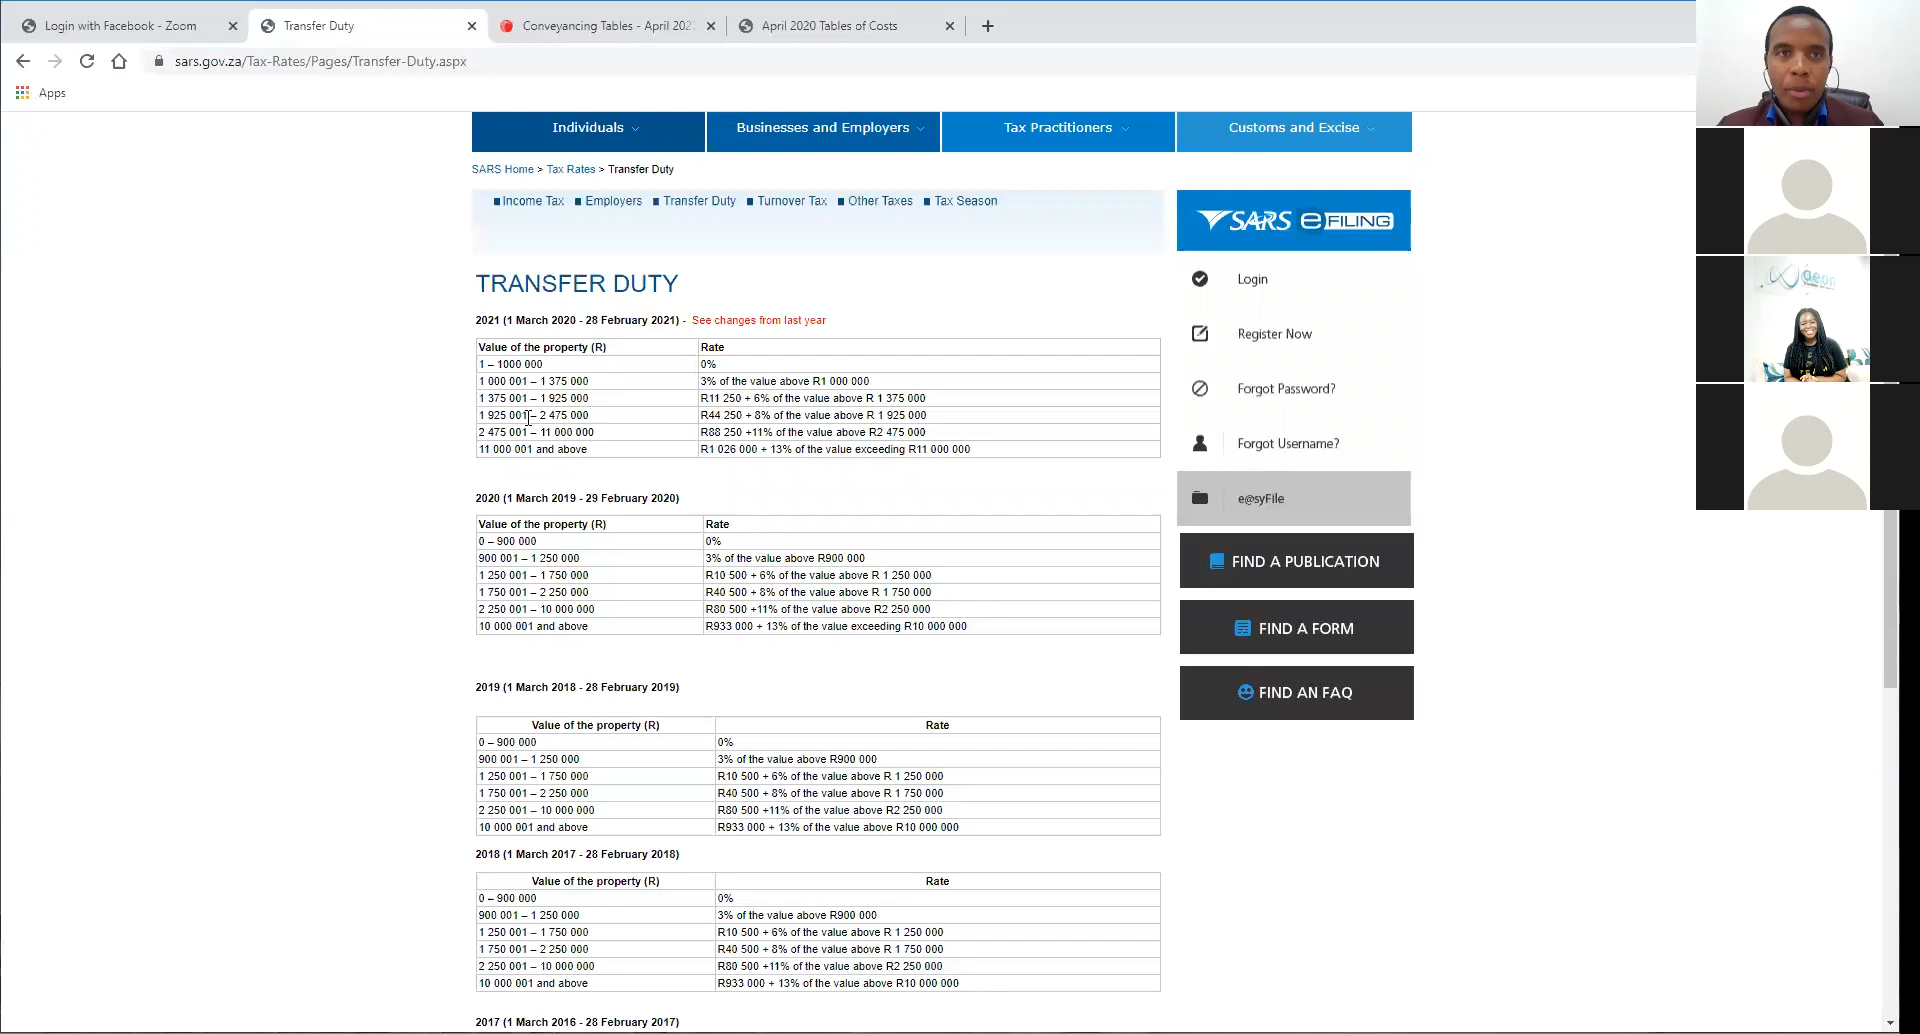 Login with Facebook - Zoom
Transfer Duty
Conveyancing Tables - April 202
April 2020 Tables of Costs
sars.gov.za/Tax-Rates/Pages/Transfer-Duty.aspx
Apps
Individuals
Businesses and Employers
Tax Practitioners
Customs and Excise
SARS Home > Tax Rates > Transfer Duty
Income Tax Employers Transfer Duty Turnover Tax Other Taxes Tax Season
SARS eFILING
Login
Register Now
Forgot Password?
Forgot Username?
e@syFile
FIND A PUBLICATION
FIND A FORM
FIND AN FAQ
TRANSFER DUTY
2021 (1 March 2020 - 28 February 2021) - See changes from last year
Value of the property (R) Rate
1 – 1000 000 0%
1 000 001 – 1 375 000 3% of the value above R1 000 000
1 375 001 – 1 925 000 R11 250 + 6% of the value above R 1 375 000
1 925 001 – 2 475 000 R44 250 + 8% of the value above R 1 925 000
2 475 001 – 11 000 000 R88 250 +11% of the value above R2 475 000
11 000 001 and above R1 026 000 + 13% of the value exceeding R11 000 000
2020 (1 March 2019 - 29 February 2020)
Value of the property (R) Rate
0 – 900 000 0%
900 001 – 1 250 000 3% of the value above R900 000
1 250 001 – 1 750 000 R10 500 + 6% of the value above R 1 250 000
1 750 001 – 2 250 000 R40 500 + 8% of the value above R 1 750 000
2 250 001 – 10 000 000 R80 500 +11% of the value above R2 250 000
10 000 001 and above R933 000 + 13% of the value exceeding R10 000 000
2019 (1 March 2018 - 28 February 2019)
Value of the property (R) Rate
0 – 900 000 0%
900 001 – 1 250 000 3% of the value above R900 000
1 250 001 – 1 750 000 R10 500 + 6% of the value above R 1 250 000
1 750 001 – 2 250 000 R40 500 + 8% of the value above R 1 750 000
2 250 001 – 10 000 000 R80 500 +11% of the value above R2 250 000
10 000 001 and above R933 000 + 13% of the value above R10 000 000
2018 (1 March 2017 - 28 February 2018)
Value of the property (R) Rate
0 – 900 000 0%
900 001 – 1 250 000 3% of the value above R900 000
1 250 001 – 1 750 000 R10 500 + 6% of the value above R 1 250 000
1 750 001 – 2 250 000 R40 500 + 8% of the value above R 1 750 000
2 250 001 – 10 000 000 R80 500 +11% of the value above R2 250 000
10 000 001 and above R933 000 + 13% of the value above R10 000 000
2017 (1 March 2016 - 28 February 2017)
aeon